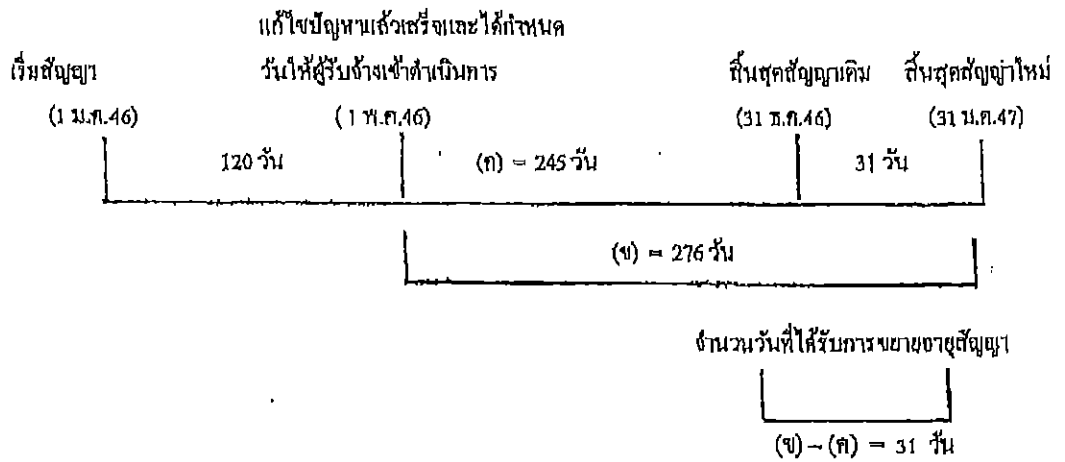 แก้ไขปัญหาแล้วเสร็จและได้กำหนด
เริ่มสัญญา วันให้ผู้รับจ้างเข้าดำเนินการ สิ้นสุดสัญญาเดิม สิ้นสุดสัญญาใหม่
(1 ม.ค.46) (1 พ.ค.46) (31 ธ.ค.46) (31 ม.ค.47)
120 วัน (ก) = 245 วัน 31 วัน
(ข) = 276 วัน
จำนวนวันที่ได้รับการขยายอายุสัญญา
(ข) – (ก) = 31 วัน